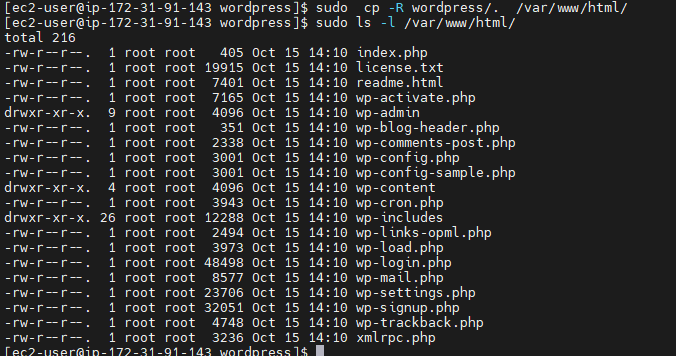 [ec2-user@ip-172-31-91-143 wordpress]$ sudo  cp -R wordpress/.  /var/www/html/
[ec2-user@ip-172-31-91-143 wordpress]$ sudo ls -l /var/www/html/
total 216
-rw-r--r--.  1 root root   405 Oct 15 14:10 index.php
-rw-r--r--.  1 root root 19915 Oct 15 14:10 license.txt
-rw-r--r--.  1 root root  7401 Oct 15 14:10 readme.html
-rw-r--r--.  1 root root  7165 Oct 15 14:10 wp-activate.php
drwxr-xr-x.  9 root root  4096 Oct 15 14:10 wp-admin
-rw-r--r--.  1 root root   351 Oct 15 14:10 wp-blog-header.php
-rw-r--r--.  1 root root  2338 Oct 15 14:10 wp-comments-post.php
-rw-r--r--.  1 root root  3001 Oct 15 14:10 wp-config.php
-rw-r--r--.  1 root root  3001 Oct 15 14:10 wp-config-sample.php
drwxr-xr-x.  4 root root  4096 Oct 15 14:10 wp-content
-rw-r--r--.  1 root root  3943 Oct 15 14:10 wp-cron.php
drwxr-xr-x. 26 root root 12288 Oct 15 14:10 wp-includes
-rw-r--r--.  1 root root  2494 Oct 15 14:10 wp-links-opml.php
-rw-r--r--.  1 root root  3973 Oct 15 14:10 wp-load.php
-rw-r--r--.  1 root root 48498 Oct 15 14:10 wp-login.php
-rw-r--r--.  1 root root  8577 Oct 15 14:10 wp-mail.php
-rw-r--r--.  1 root root 23706 Oct 15 14:10 wp-settings.php
-rw-r--r--.  1 root root 32051 Oct 15 14:10 wp-signup.php
-rw-r--r--.  1 root root  4748 Oct 15 14:10 wp-trackback.php
-rw-r--r--.  1 root root  3236 Oct 15 14:10 xmlrpc.php
[ec2-user@ip-172-31-91-143 wordpress]$